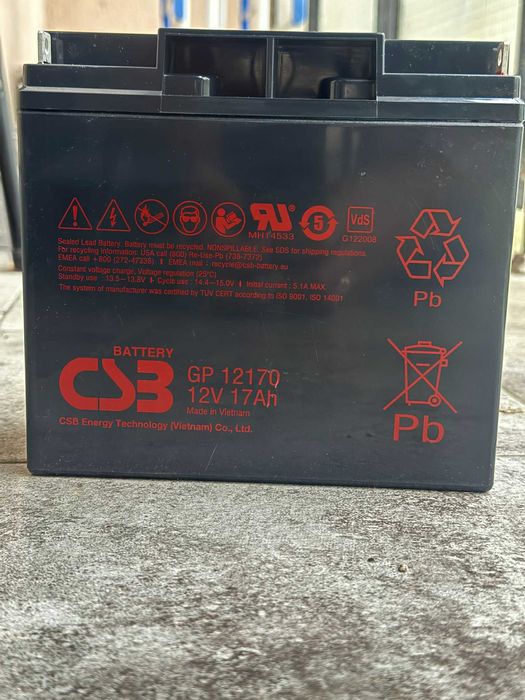 MH14533
5
VdS
G122008
Sealed Lead Battery. Battery must be recycled. NONSPILLABLE. See SDS for shipping regulations.
For recycling information: USA call (800) Re-Use-Pb (738-7372)
EMEA call +800 (272-47338) | EMEA mail : recycle@csb-battery.eu
Constant voltage charge, Voltage regulation (25°C)
Standby use : 13.5—13.8V | Cycle use : 14.4—15.0V | Initial current : 5.1A MAX.
The system of manufacturer was certified by TUV CERT according to ISO 9001, ISO 14001
Pb
BATTERY
CSB
GP 12170
12V 17Ah
Made in Vietnam
CSB Energy Technology (Vietnam) Co., Ltd.
Pb